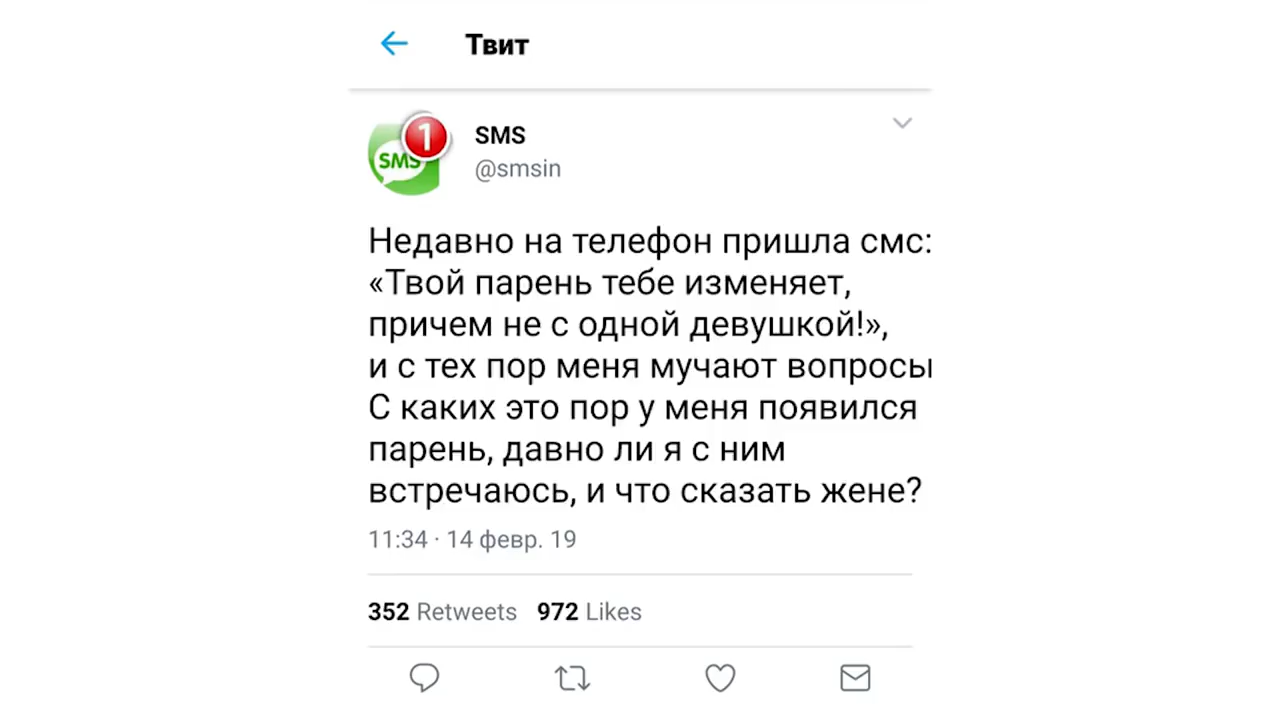 Твит
1
SMS
SMS
@smsin
Недавно на телефон пришла смс:
«Твой парень тебе изменяет,
причем не с одной девушкой!»,
и с тех пор меня мучают вопросы
С каких это пор у меня появился
парень, давно ли я с ним
встречаюсь, и что сказать жене?
11:34 · 14 февр. 19
352 Retweets 972 Likes